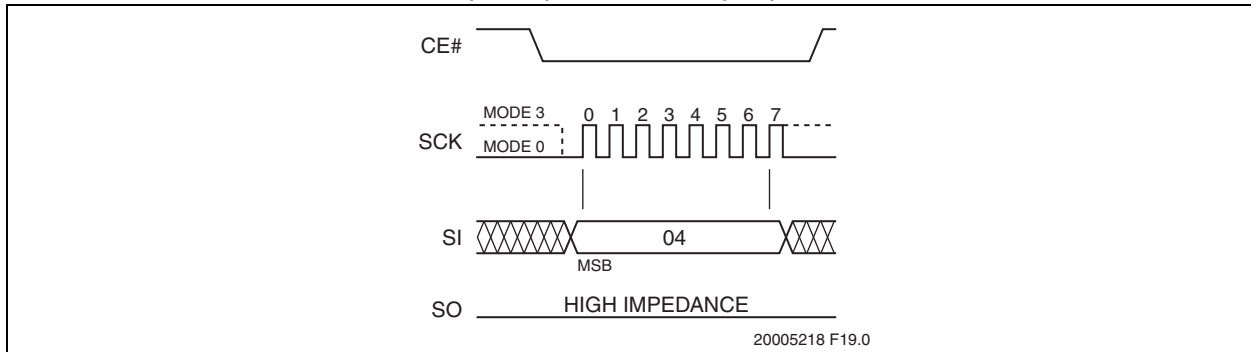 CE#
MODE 3
0 1 2 3 4 5 6 7
SCK
MODE 0
SI
04
MSB
SO
HIGH IMPEDANCE
20005218 F19.0